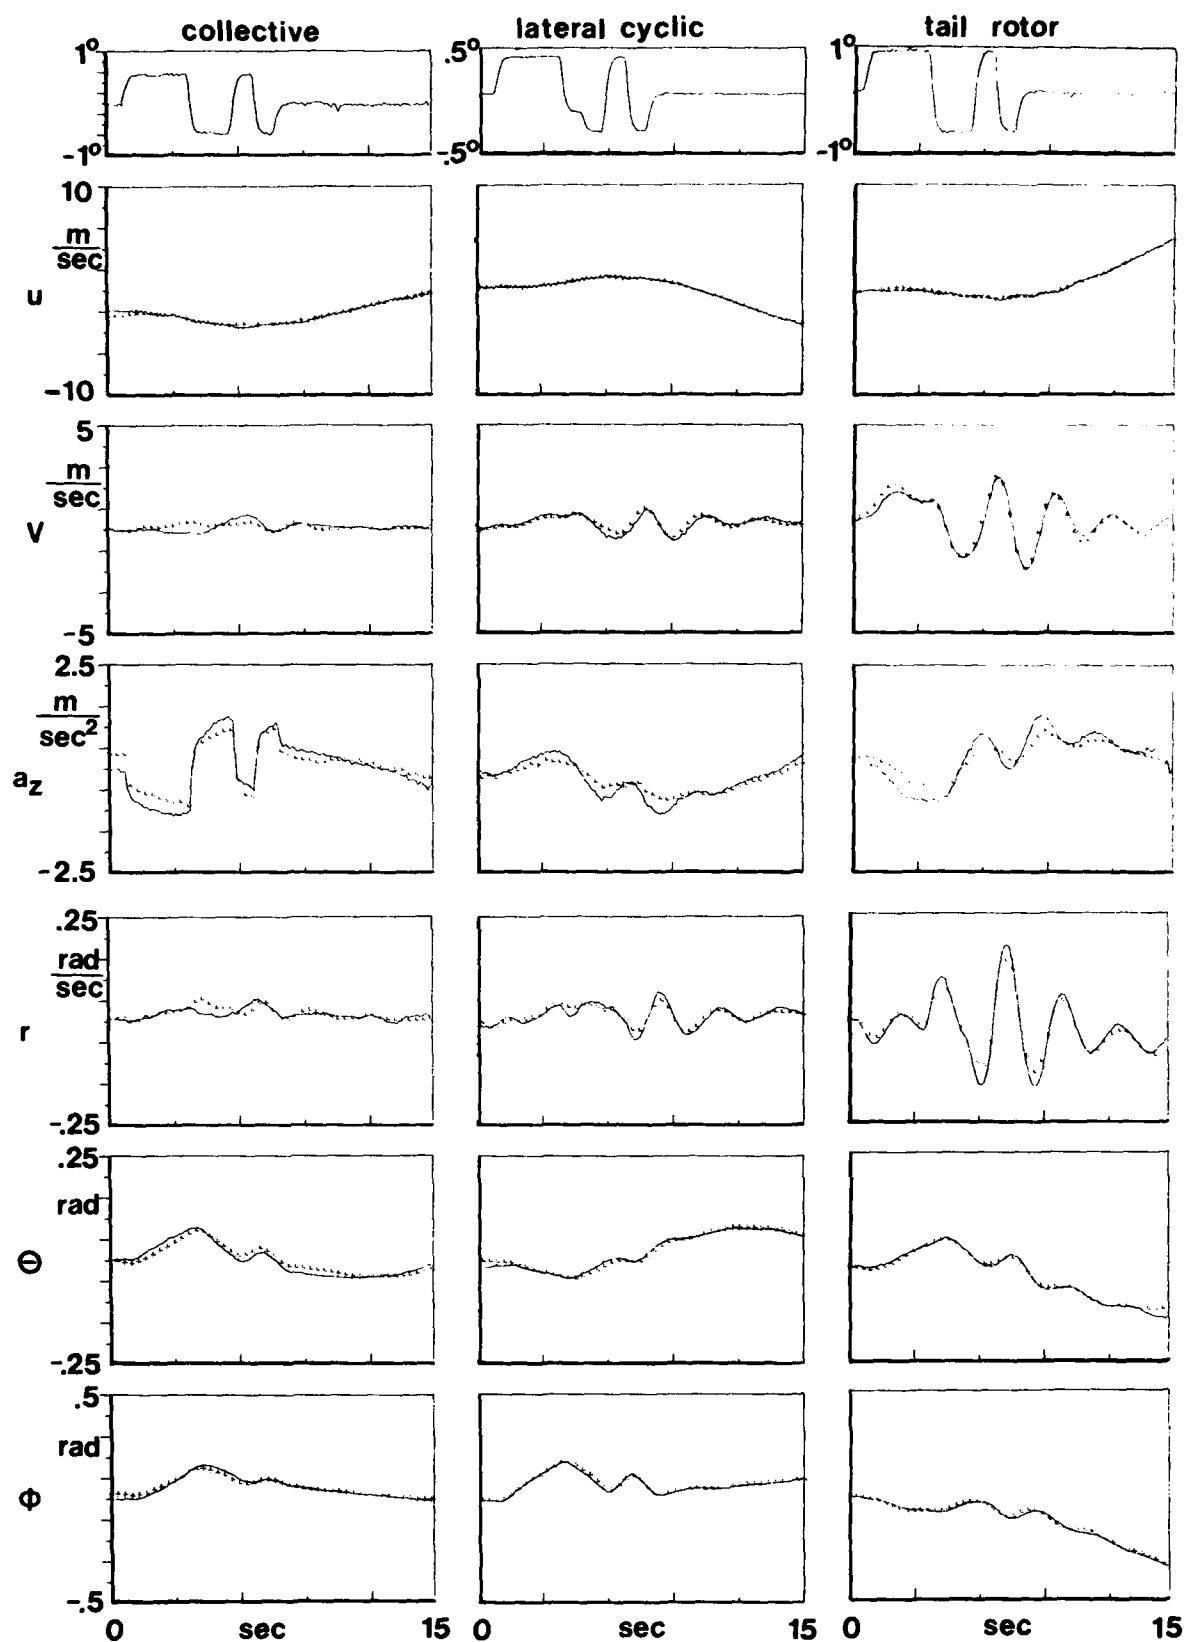 collective lateral cyclic tail rotor
1° .5° 1°
-1° -.5° -1°
10
m
sec
u
-10
5
m
sec
v
-5
2.5
m
sec²
az
-2.5
.25
rad
sec
r
-.25
.25
rad
Θ
-.25
.5
rad
Φ
-.5
0 sec 15 0 sec 15 0 sec 15